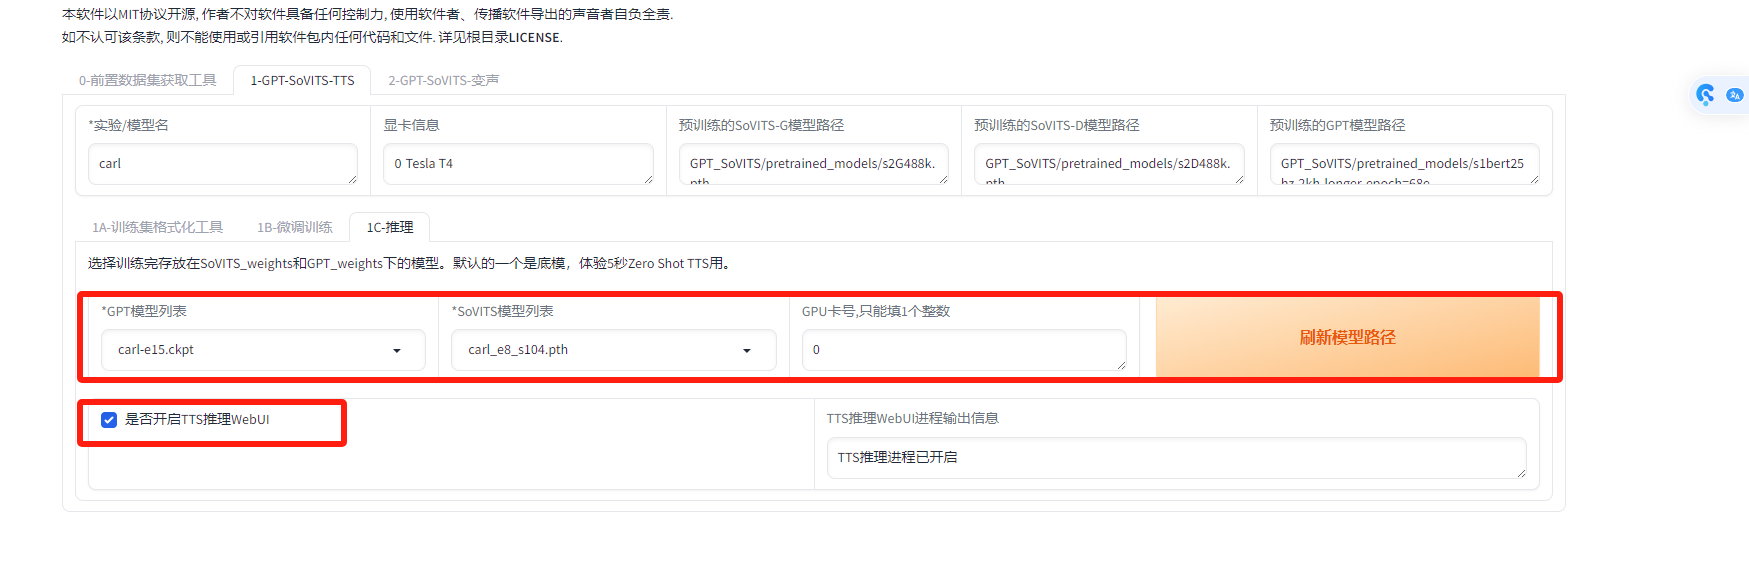 本软件以MIT协议开源, 作者不对软件具备任何控制力, 使用软件者、传播软件导出的声音者自负全责.
如不认可该条款, 则不能使用或引用软件包内任何代码和文件. 详见根目录LICENSE.
0-前置数据集获取工具
1-GPT-SoVITS-TTS
2-GPT-SoVITS-变声
*实验/模型名
显卡信息
预训练的SoVITS-G模型路径
预训练的SoVITS-D模型路径
预训练的GPT模型路径
carl
0 Tesla T4
GPT_SoVITS/pretrained_models/s2G488k.
pth
GPT_SoVITS/pretrained_models/s2D488k.
pth
GPT_SoVITS/pretrained_models/s1bert25
hz-2kh-longer-epoch=68e
1A-训练集格式化工具
1B-微调训练
1C-推理
选择训练完存放在SoVITS_weights和GPT_weights下的模型。默认的一个是底模，体验5秒Zero Shot TTS用。
*GPT模型列表
*SoVITS模型列表
GPU卡号,只能填1个整数
刷新模型路径
carl-e15.ckpt
carl_e8_s104.pth
0
是否开启TTS推理WebUI
TTS推理WebUI进程输出信息
TTS推理进程已开启